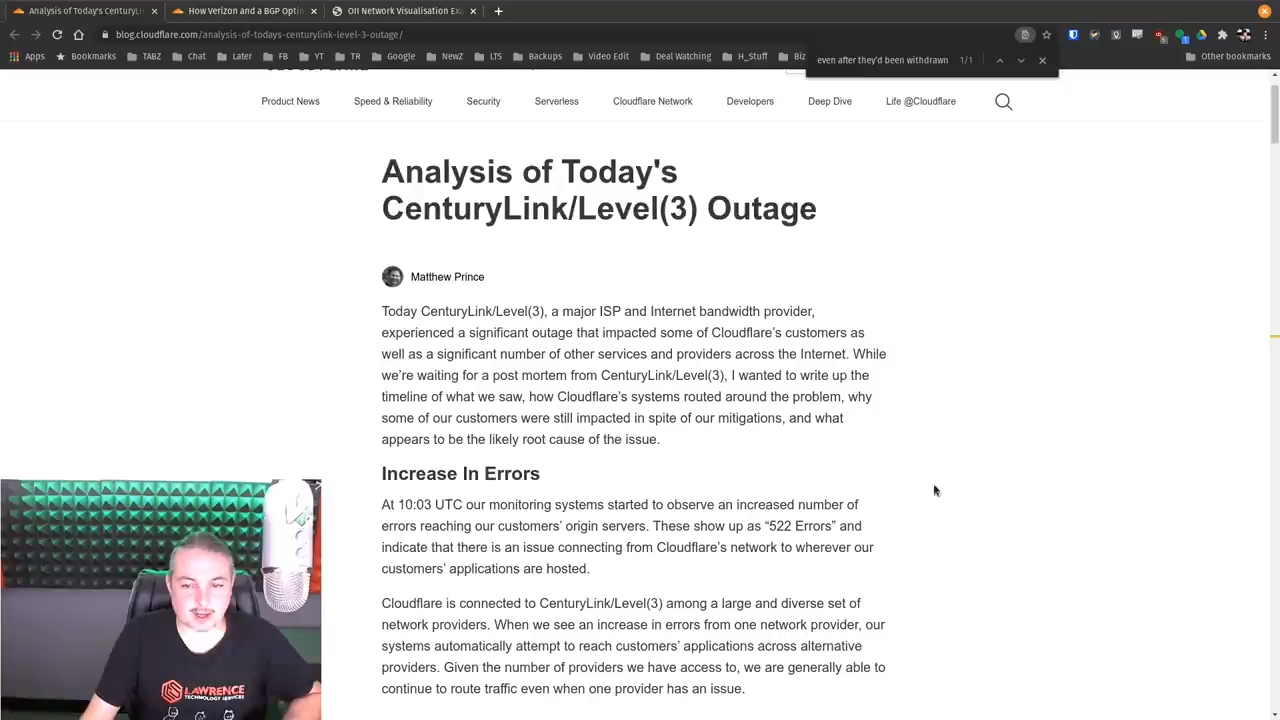 Analysis of Today's CenturyL
How Verizon and a BGP Optin
OII Network Visualisation Exa
blog.cloudflare.com/analysis-of-todays-centurylink-level-3-outage/
Apps Bookmarks TABZ Chat Later FB YT TR Google NewZ LTS Backups Video Edit Deal Watching H_Stuff Biz Other bookmarks
even after they'd been withdrawn 1/1
Product News Speed & Reliability Security Serverless Cloudflare Network Developers Deep Dive Life @Cloudflare
Analysis of Today's
CenturyLink/Level(3) Outage
Matthew Prince
Today CenturyLink/Level(3), a major ISP and Internet bandwidth provider,
experienced a significant outage that impacted some of Cloudflare's customers as
well as a significant number of other services and providers across the Internet. While
we're waiting for a post mortem from CenturyLink/Level(3), I wanted to write up the
timeline of what we saw, how Cloudflare's systems routed around the problem, why
some of our customers were still impacted in spite of our mitigations, and what
appears to be the likely root cause of the issue.
Increase In Errors
At 10:03 UTC our monitoring systems started to observe an increased number of
errors reaching our customers' origin servers. These show up as “522 Errors” and
indicate that there is an issue connecting from Cloudflare's network to wherever our
customers' applications are hosted.
Cloudflare is connected to CenturyLink/Level(3) among a large and diverse set of
network providers. When we see an increase in errors from one network provider, our
systems automatically attempt to reach customers' applications across alternative
providers. Given the number of providers we have access to, we are generally able to
continue to route traffic even when one provider has an issue.
LAWRENCE
TECHNOLOGY SERVICES